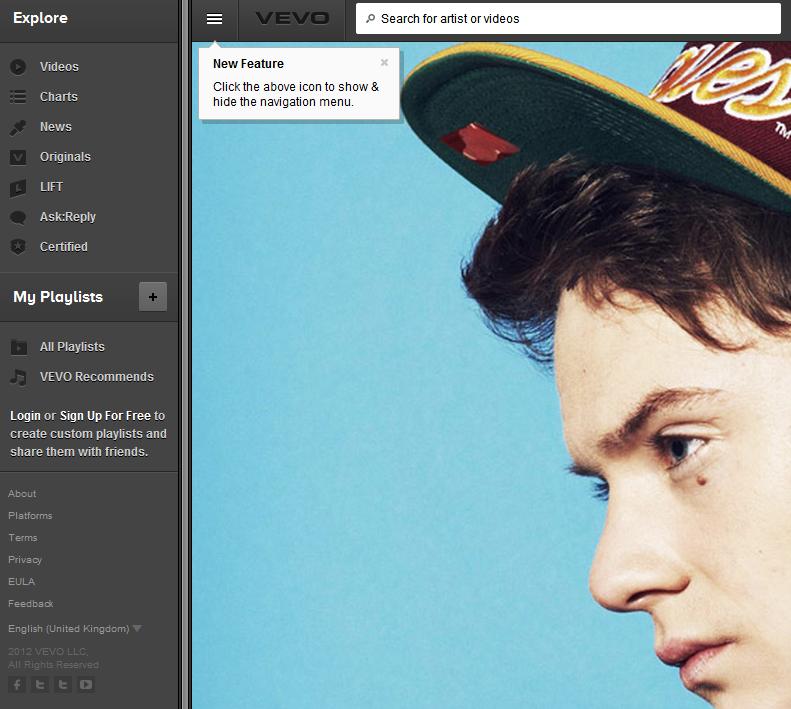 Explore
Videos
Charts
News
Originals
LIFT
Ask:Reply
Certified
My Playlists
+
All Playlists
VEVO Recommends
Login or Sign Up For Free to
create custom playlists and
share them with friends.
About
Platforms
Terms
Privacy
EULA
Feedback
English (United Kingdom)
2012 VEVO LLC,
All Rights Reserved
VEVO
Search for artist or videos
New Feature
Click the above icon to show &
hide the navigation menu.
TM